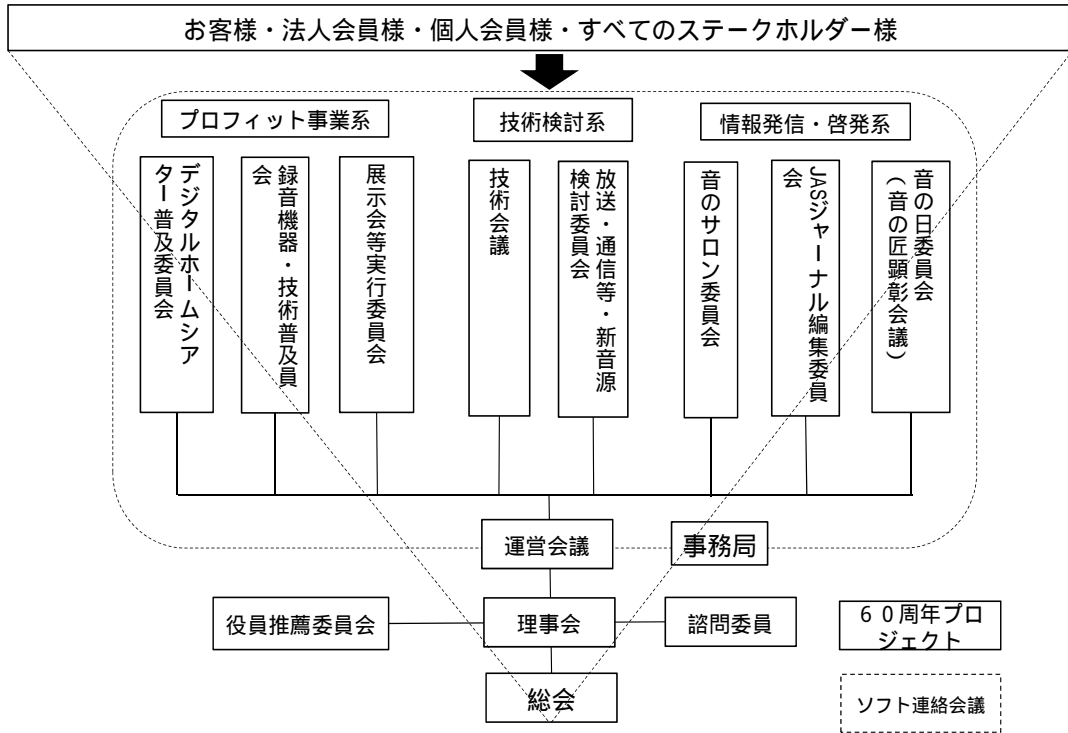 お客様・法人会員様・個人会員様・すべてのステークホルダー様
プロフィット事業系
技術検討系
情報発信・啓発系
デジタルホームシア
ター普及委員会
録音機器・技術普及員
会
展示会等実行委員会
技術会議
放送・通信等・新音源
検討委員会
音のサロン委員会
JASジャーナル編集委員
会
音の日委員会
(音の匠顕彰会議)
運営会議
事務局
役員推薦委員会
理事会
諮問委員
６０周年プロ
ジェクト
総会
ソフト連絡会議